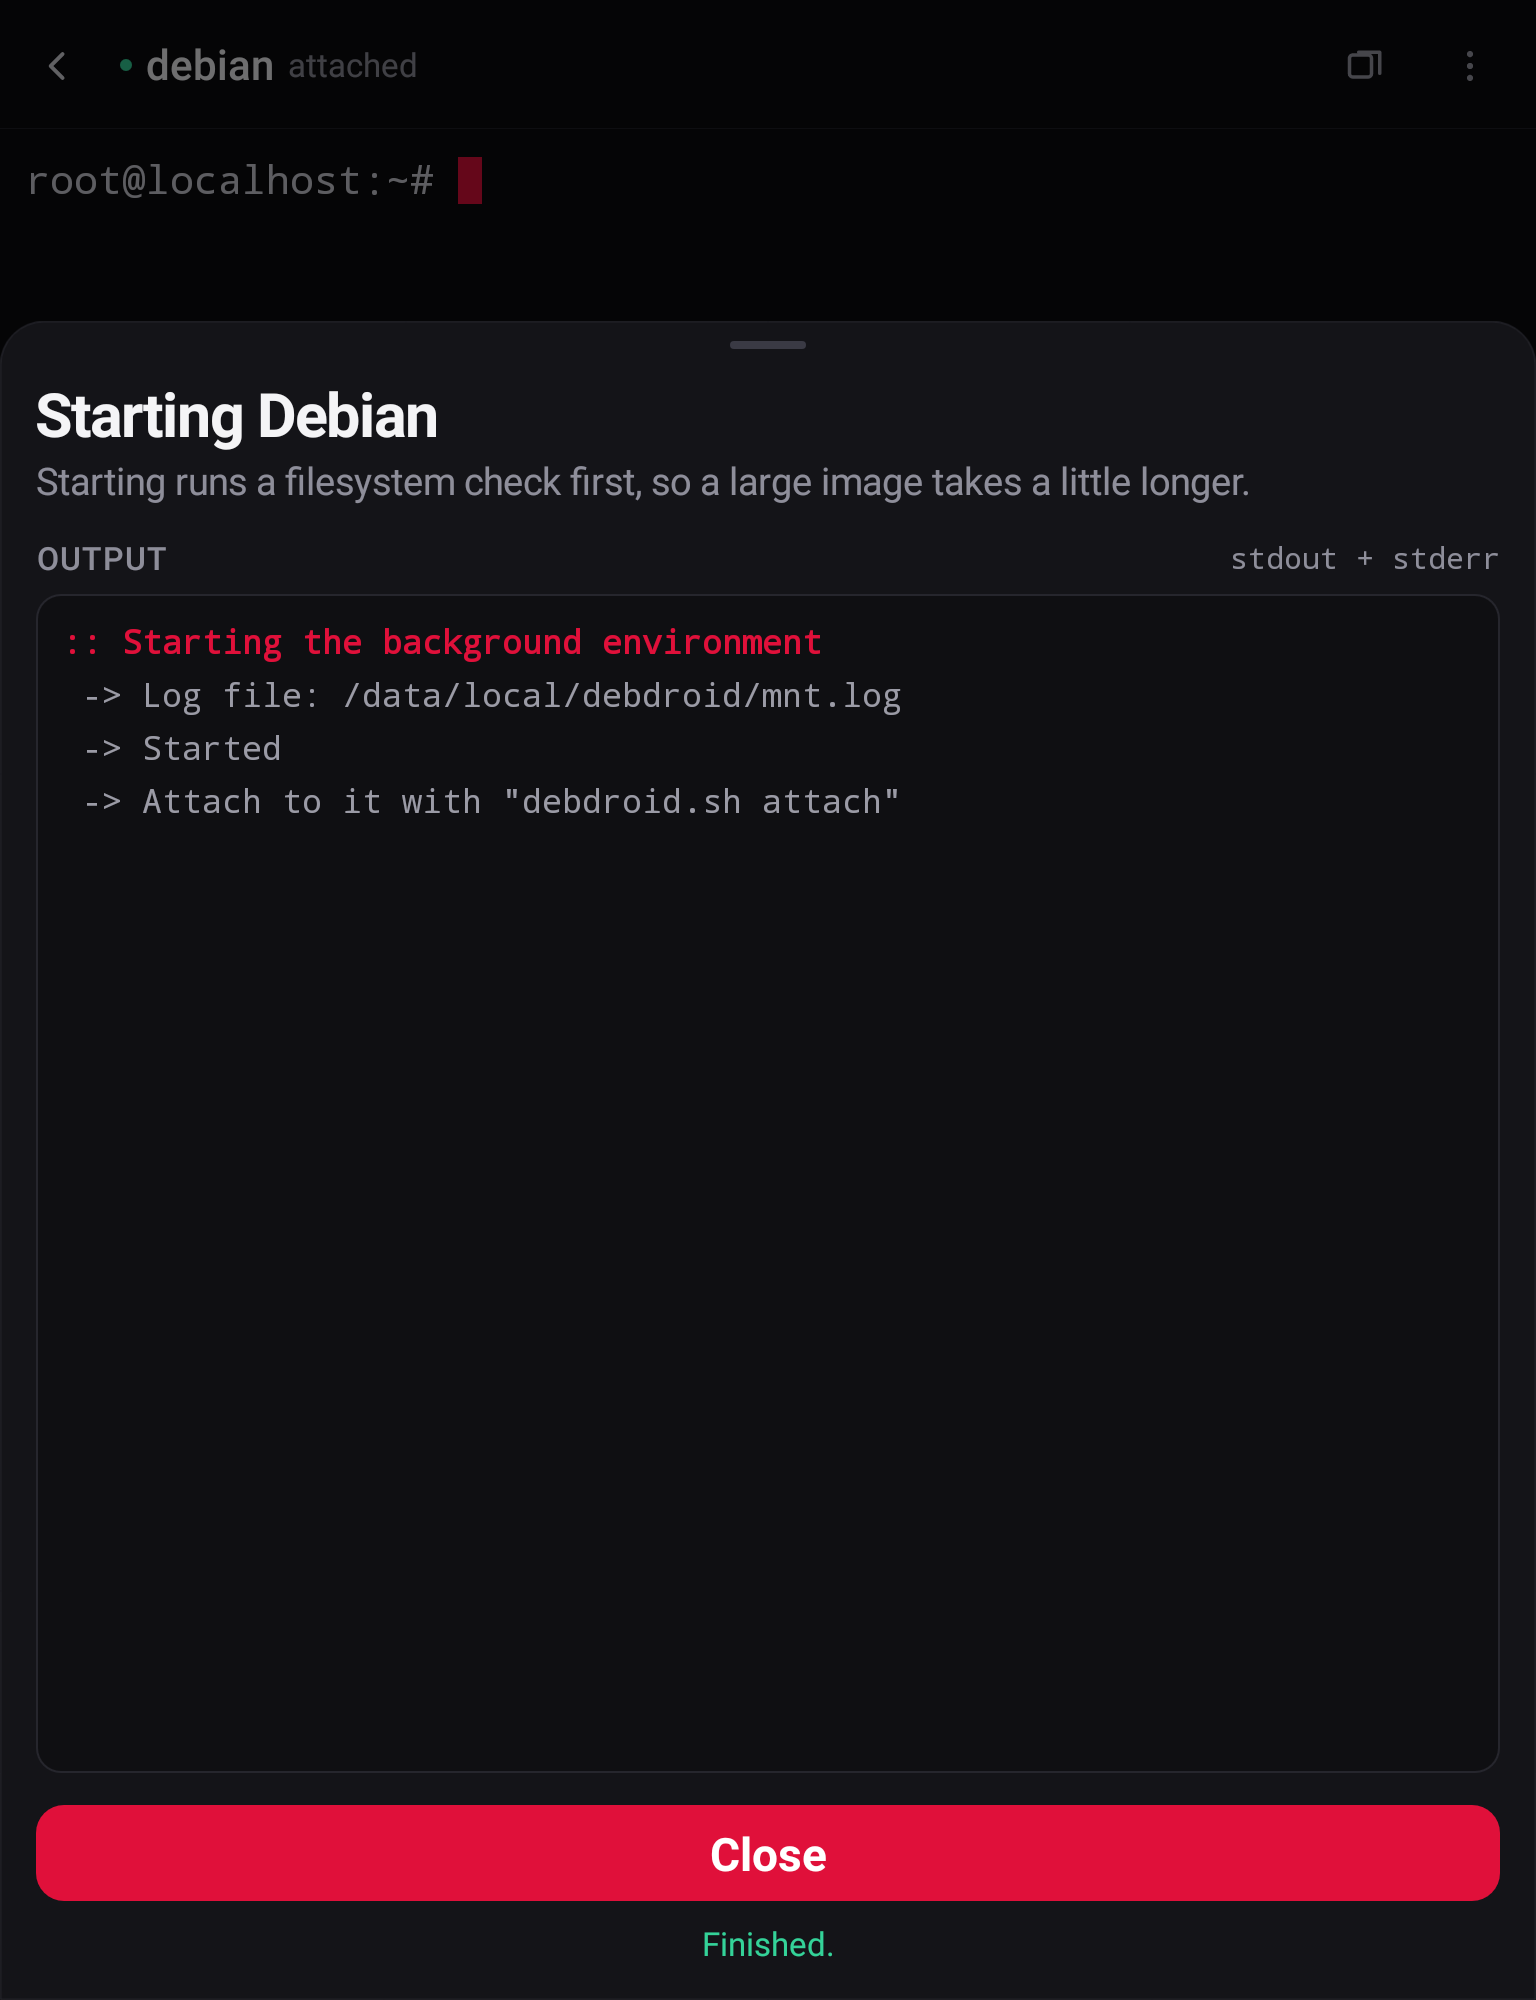 debian attached
root@localhost:~#
Starting Debian
Starting runs a filesystem check first, so a large image takes a little longer.
OUTPUT stdout + stderr
:: Starting the background environment
-> Log file: /data/local/debdroid/mnt.log
-> Started
-> Attach to it with "debdroid.sh attach"
Close
Finished.